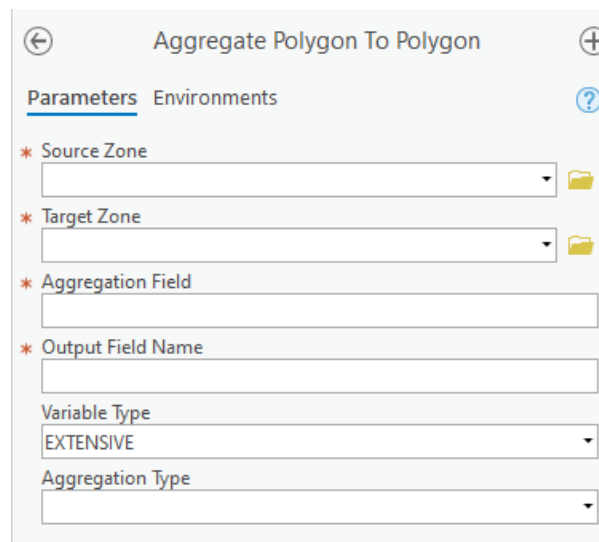 Aggregate Polygon To Polygon
Parameters Environments
?
* Source Zone
* Target Zone
* Aggregation Field
* Output Field Name
Variable Type
EXTENSIVE
Aggregation Type